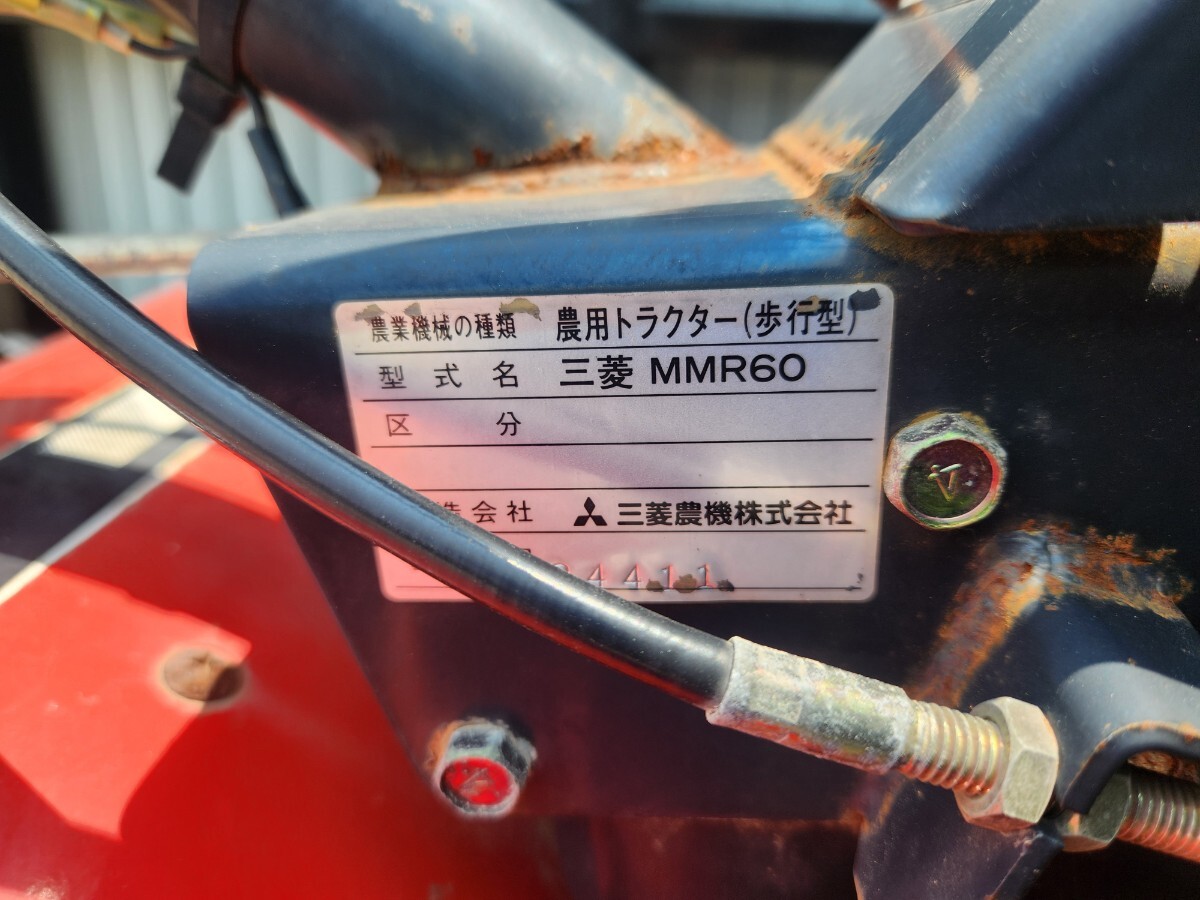 農業機械の種類 農用トラクター(歩行型)
型式名 三菱 MMR60
区分
会社 三菱農機株式会社
4411